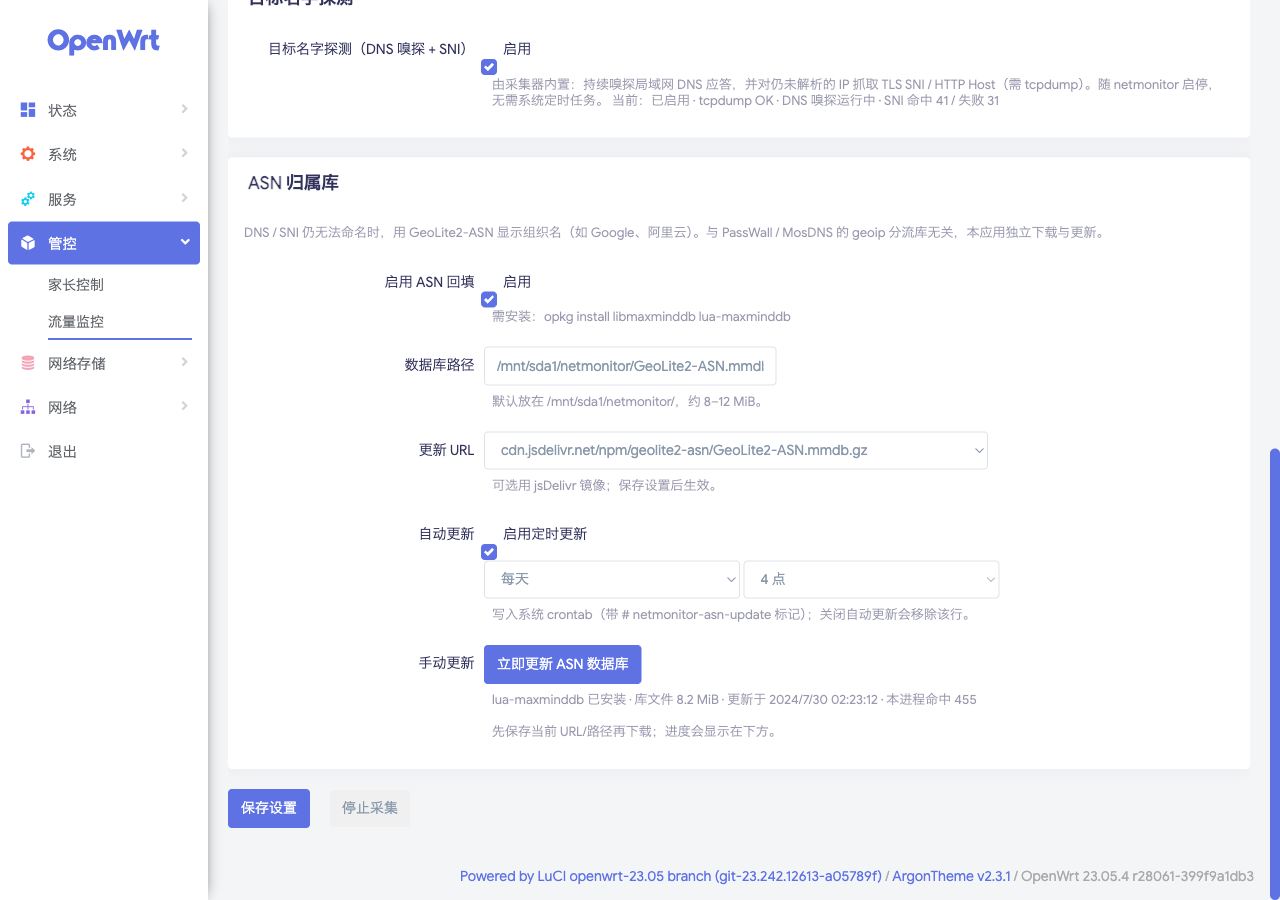 OpenWrt
状态
系统
服务
管控
家长控制
流量监控
网络存储
网络
退出
目标名字探测
目标名字探测（DNS 嗅探 + SNI）
启用
由采集器内置：持续嗅探局域网 DNS 应答，并对仍未解析的 IP 抓取 TLS SNI / HTTP Host（需 tcpdump）。随 netmonitor 启停，
无需系统定时任务。 当前：已启用 · tcpdump OK · DNS 嗅探运行中 · SNI 命中 41 / 失败 31
ASN 归属库
DNS / SNI 仍无法命名时，用 GeoLite2-ASN 显示组织名（如 Google、阿里云）。与 PassWall / MosDNS 的 geoip 分流库无关，本应用独立下载与更新。
启用 ASN 回填
启用
需安装：opkg install libmaxminddb lua-maxminddb
数据库路径
/mnt/sda1/netmonitor/GeoLite2-ASN.mmdl
默认放在 /mnt/sda1/netmonitor/，约 8–12 MiB。
更新 URL
cdn.jsdelivr.net/npm/geolite2-asn/GeoLite2-ASN.mmdb.gz
可选用 jsDelivr 镜像；保存设置后生效。
自动更新
启用定时更新
每天
4 点
写入系统 crontab（带 # netmonitor-asn-update 标记）；关闭自动更新会移除该行。
手动更新
立即更新 ASN 数据库
lua-maxminddb 已安装 · 库文件 8.2 MiB · 更新于 2024/7/30 02:23:12 · 本进程命中 455
先保存当前 URL/路径再下载；进度会显示在下方。
保存设置
停止采集
Powered by LuCI openwrt-23.05 branch (git-23.242.12613-a05789f) / ArgonTheme v2.3.1 / OpenWrt 23.05.4 r28061-399f9a1db3